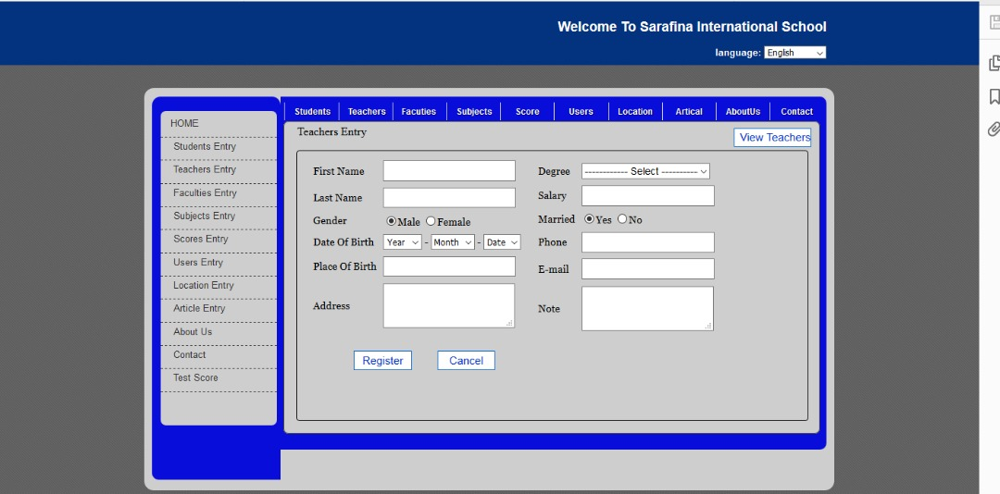 Welcome To Sarafina International School
language: English
Students Teachers Facuties Subjects Score Users Location Artical AboutUs Contact
HOME
Students Entry
Teachers Entry
Faculties Entry
Subjects Entry
Scores Entry
Users Entry
Location Entry
Article Entry
About Us
Contact
Test Score
Teachers Entry
View Teachers
First Name
Degree ------------ Select ----------
Last Name
Salary
Gender Male Female
Married Yes No
Date Of Birth Year - Month - Date
Phone
Place Of Birth
E-mail
Address
Note
Register Cancel